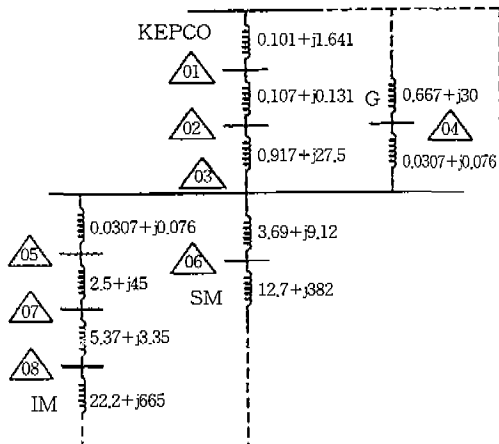 KEPCO
0.101+j1.641
01
0.107+j0.131
G
0.667+j30
02
04
0.917+j27.5
0.0307+j0.076
03
0.0307+j0.076
3.69+j9.12
05
06
2.5+j45
SM
12.7+j382
07
5.37+j3.35
08
IM
22.2+j665